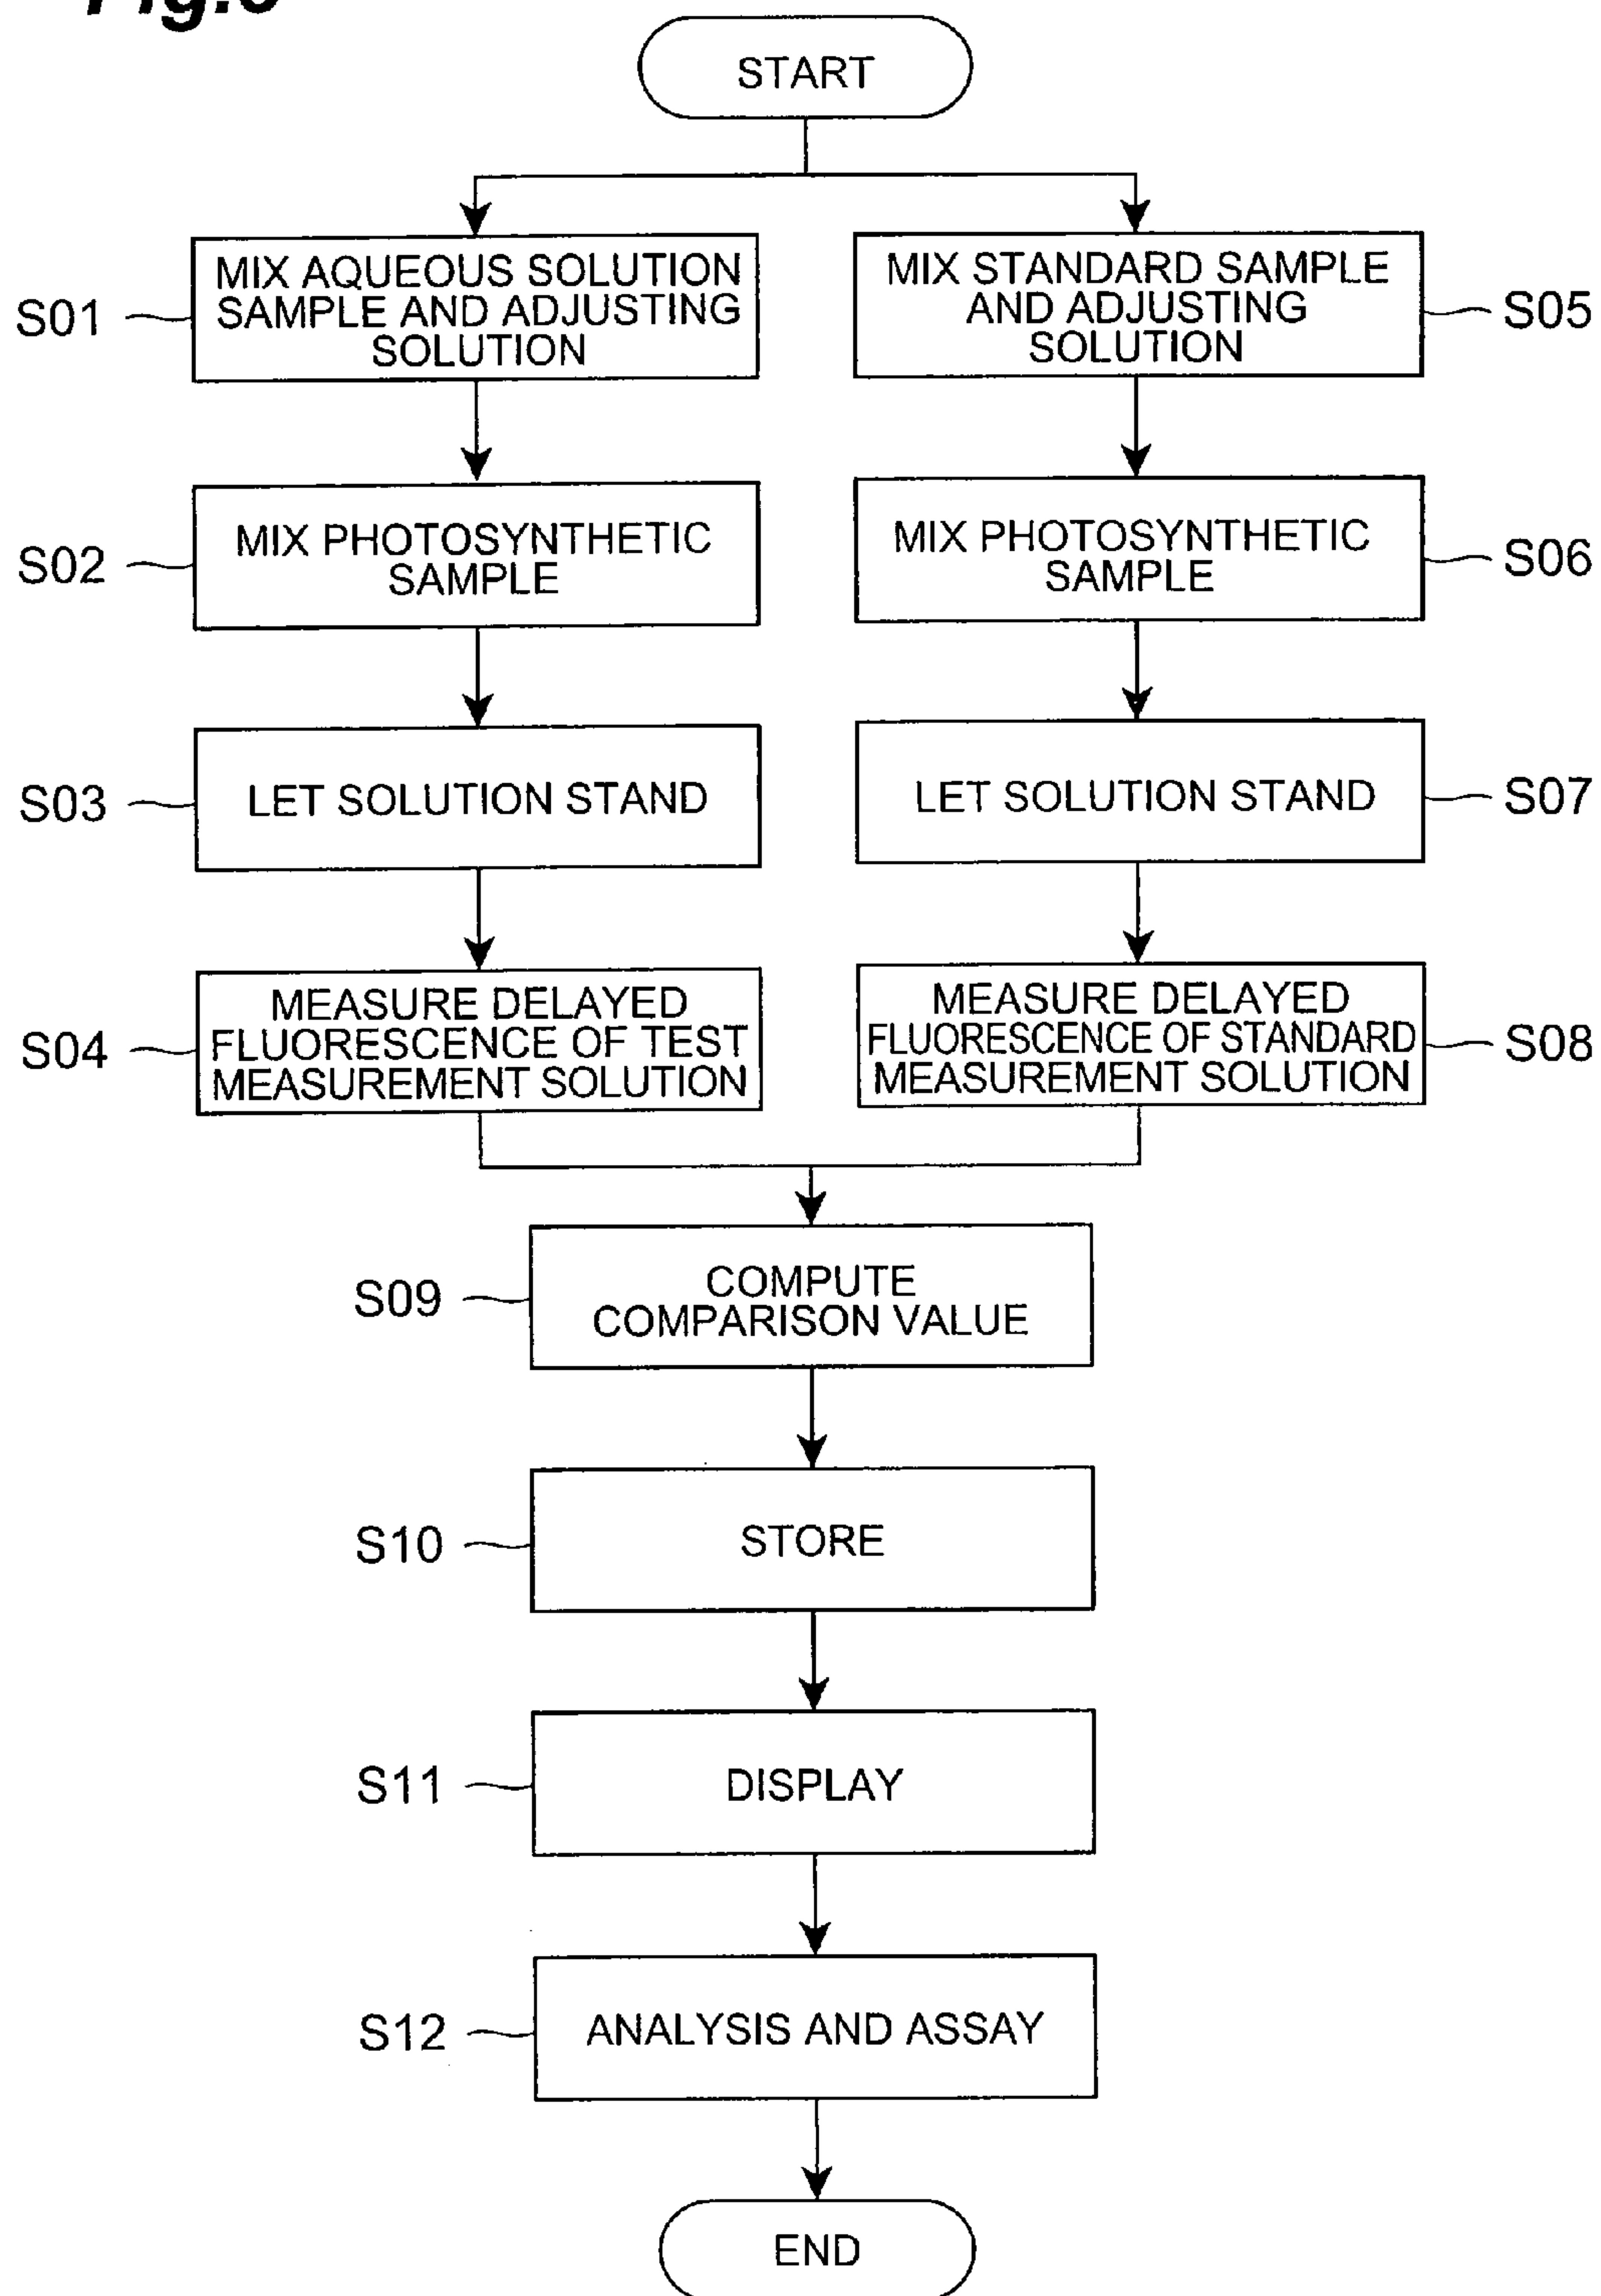 START
MIX AQUEOUS SOLUTION
SAMPLE AND ADJUSTING
SOLUTION
S01
MIX STANDARD SAMPLE
AND ADJUSTING
SOLUTION
S05
MIX PHOTOSYNTHETIC
SAMPLE
S02
MIX PHOTOSYNTHETIC
SAMPLE
S06
LET SOLUTION STAND
S03
LET SOLUTION STAND
S07
MEASURE DELAYED
FLUORESCENCE OF TEST
MEASUREMENT SOLUTION
S04
MEASURE DELAYED
FLUORESCENCE OF STANDARD
MEASUREMENT SOLUTION
S08
COMPUTE
COMPARISON VALUE
S09
STORE
S10
DISPLAY
S11
ANALYSIS AND ASSAY
S12
END